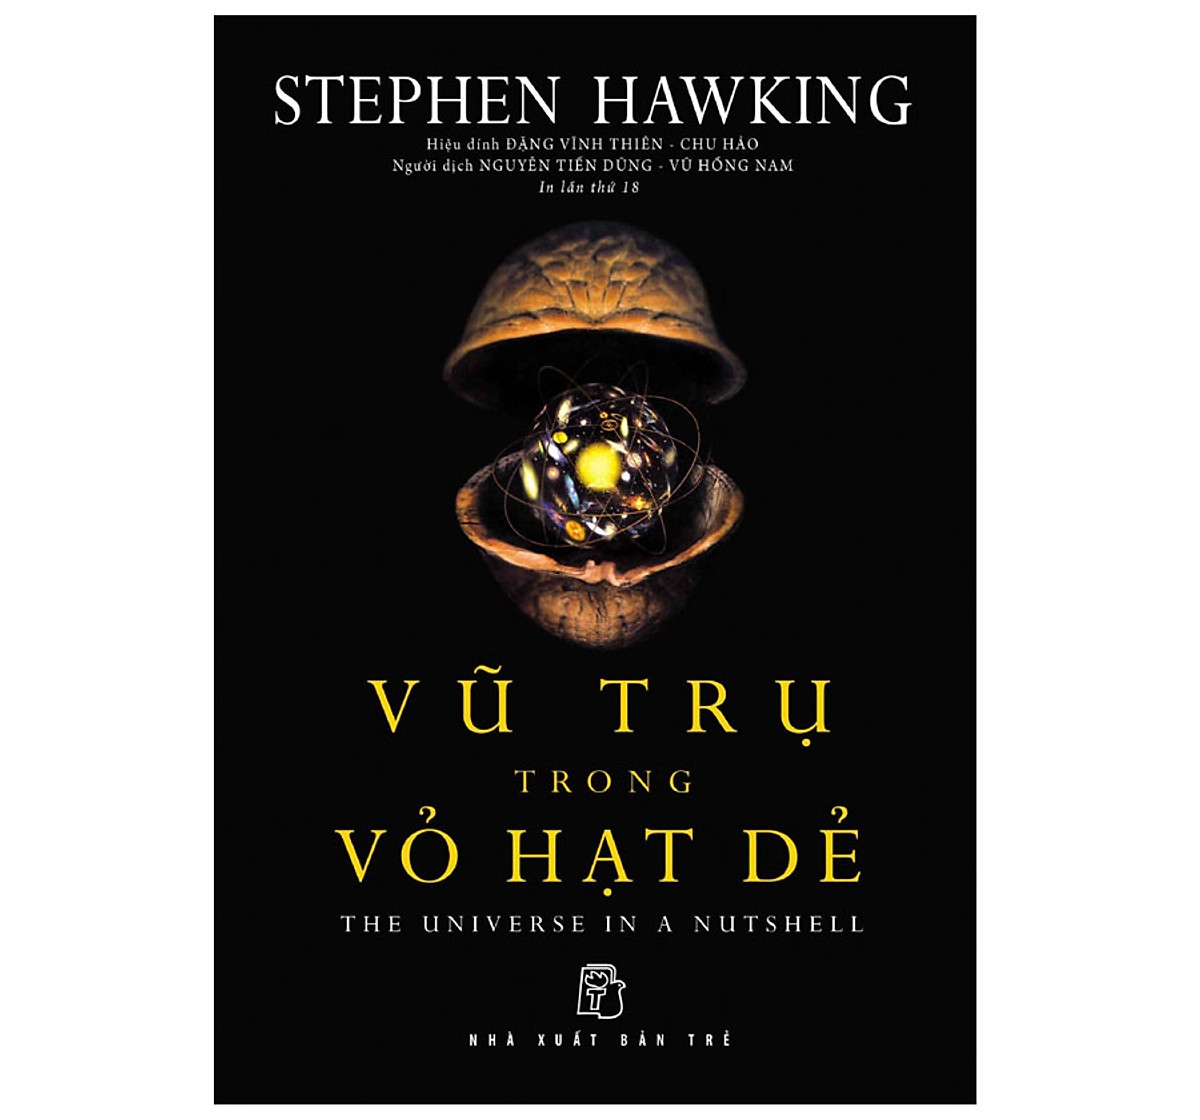 STEPHEN HAWKING
Hiệu đính ĐẶNG VĨNH THIÊN - CHU HẢO
Người dịch NGUYỄN TIẾN DŨNG - VŨ HỒNG NAM
In lần thứ 18
VŨ TRỤ
TRONG
VỎ HẠT DẺ
THE UNIVERSE IN A NUTSHELL
T
NHÀ XUẤT BẢN TRẺ